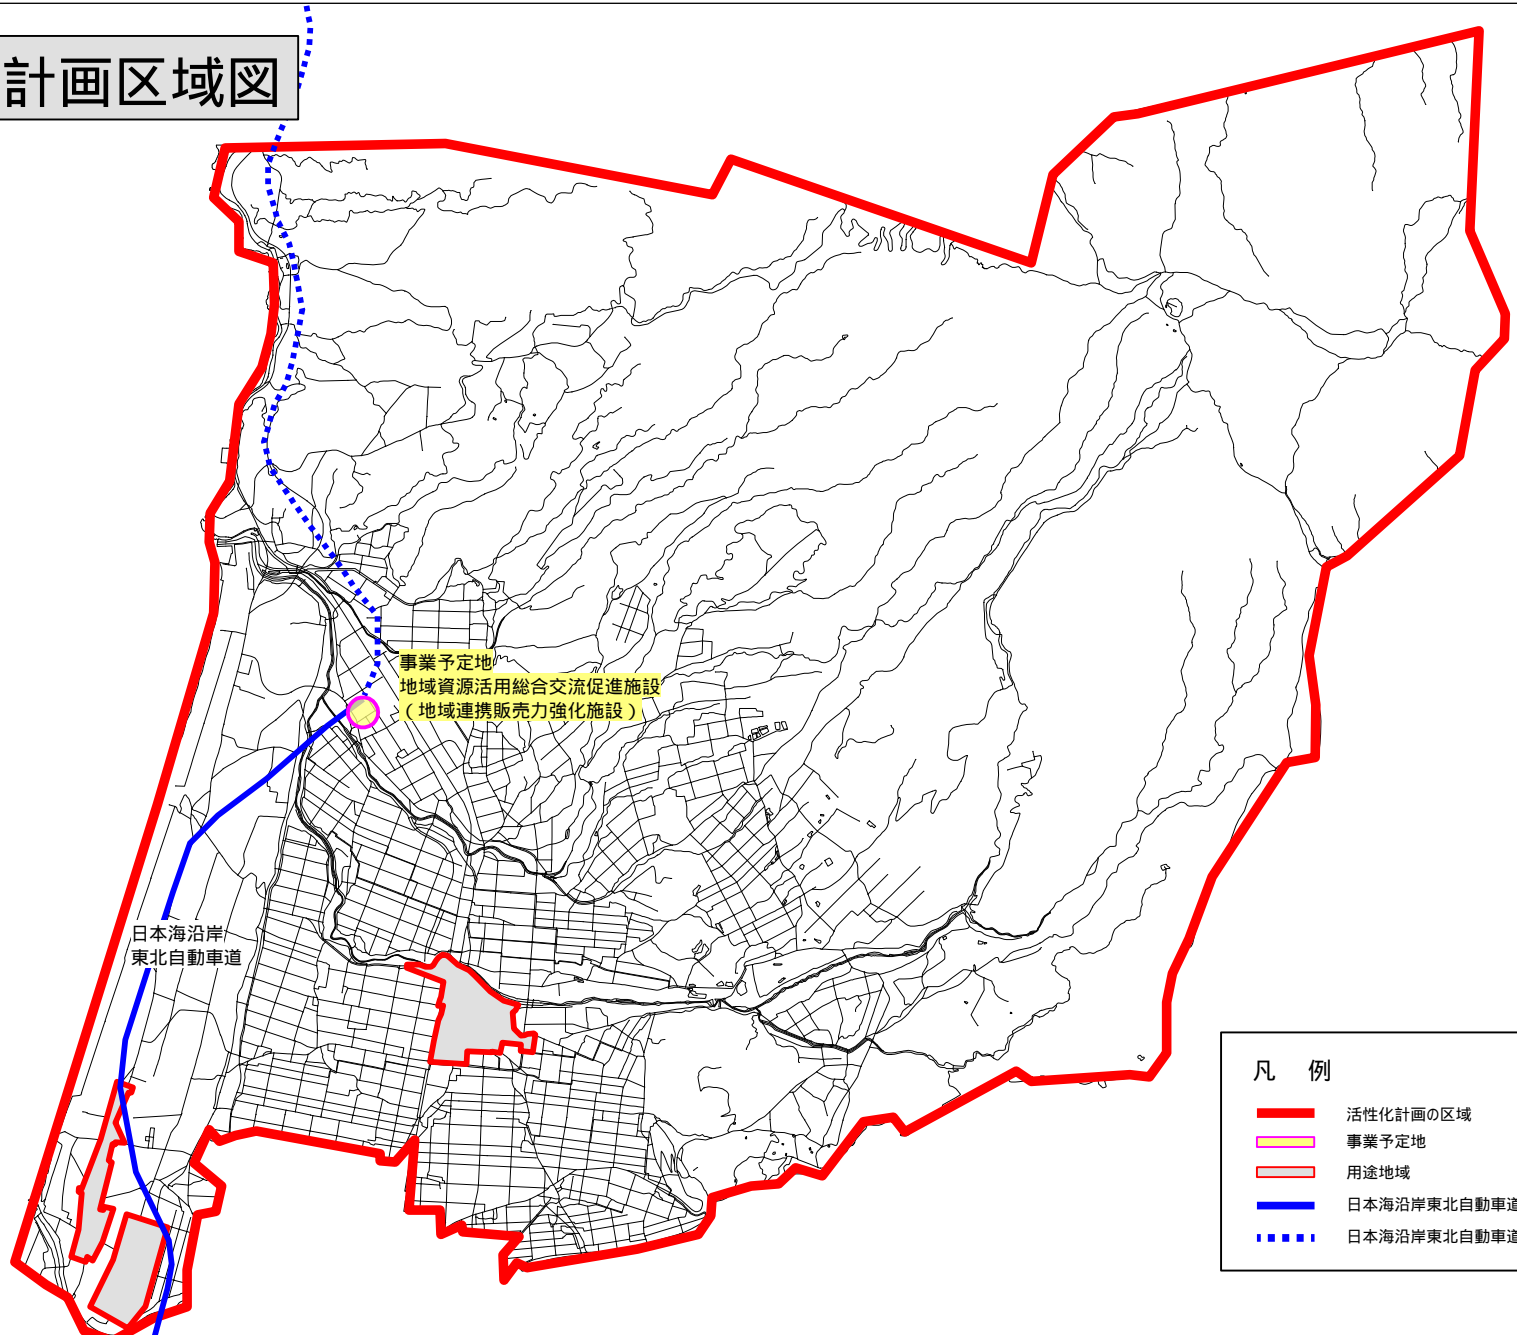 計画区域図
事業予定地
地域資源活用総合交流促進施設
（地域連携販売力強化施設）
日本海沿岸
東北自動車道
凡 例
活性化計画の区域
事業予定地
用途地域
日本海沿岸東北自動車道
日本海沿岸東北自動車道